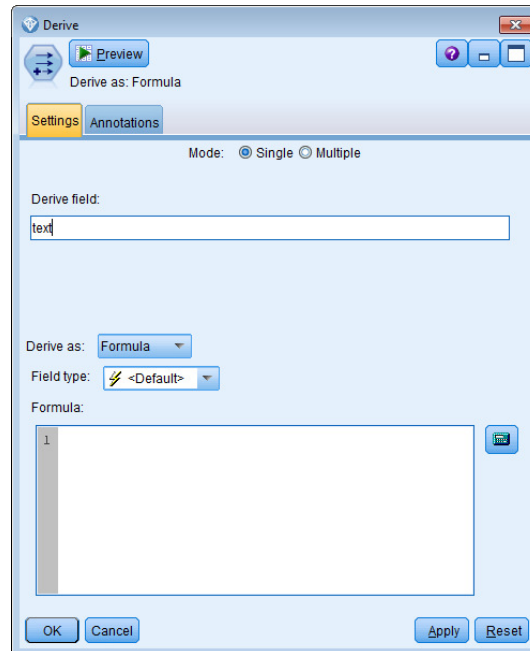 Derive
Preview
?
Derive as: Formula
Settings Annotations
Mode: Single Multiple
Derive field:
text
Derive as: Formula
Field type: <Default>
Formula:
1
OK Cancel Apply Reset